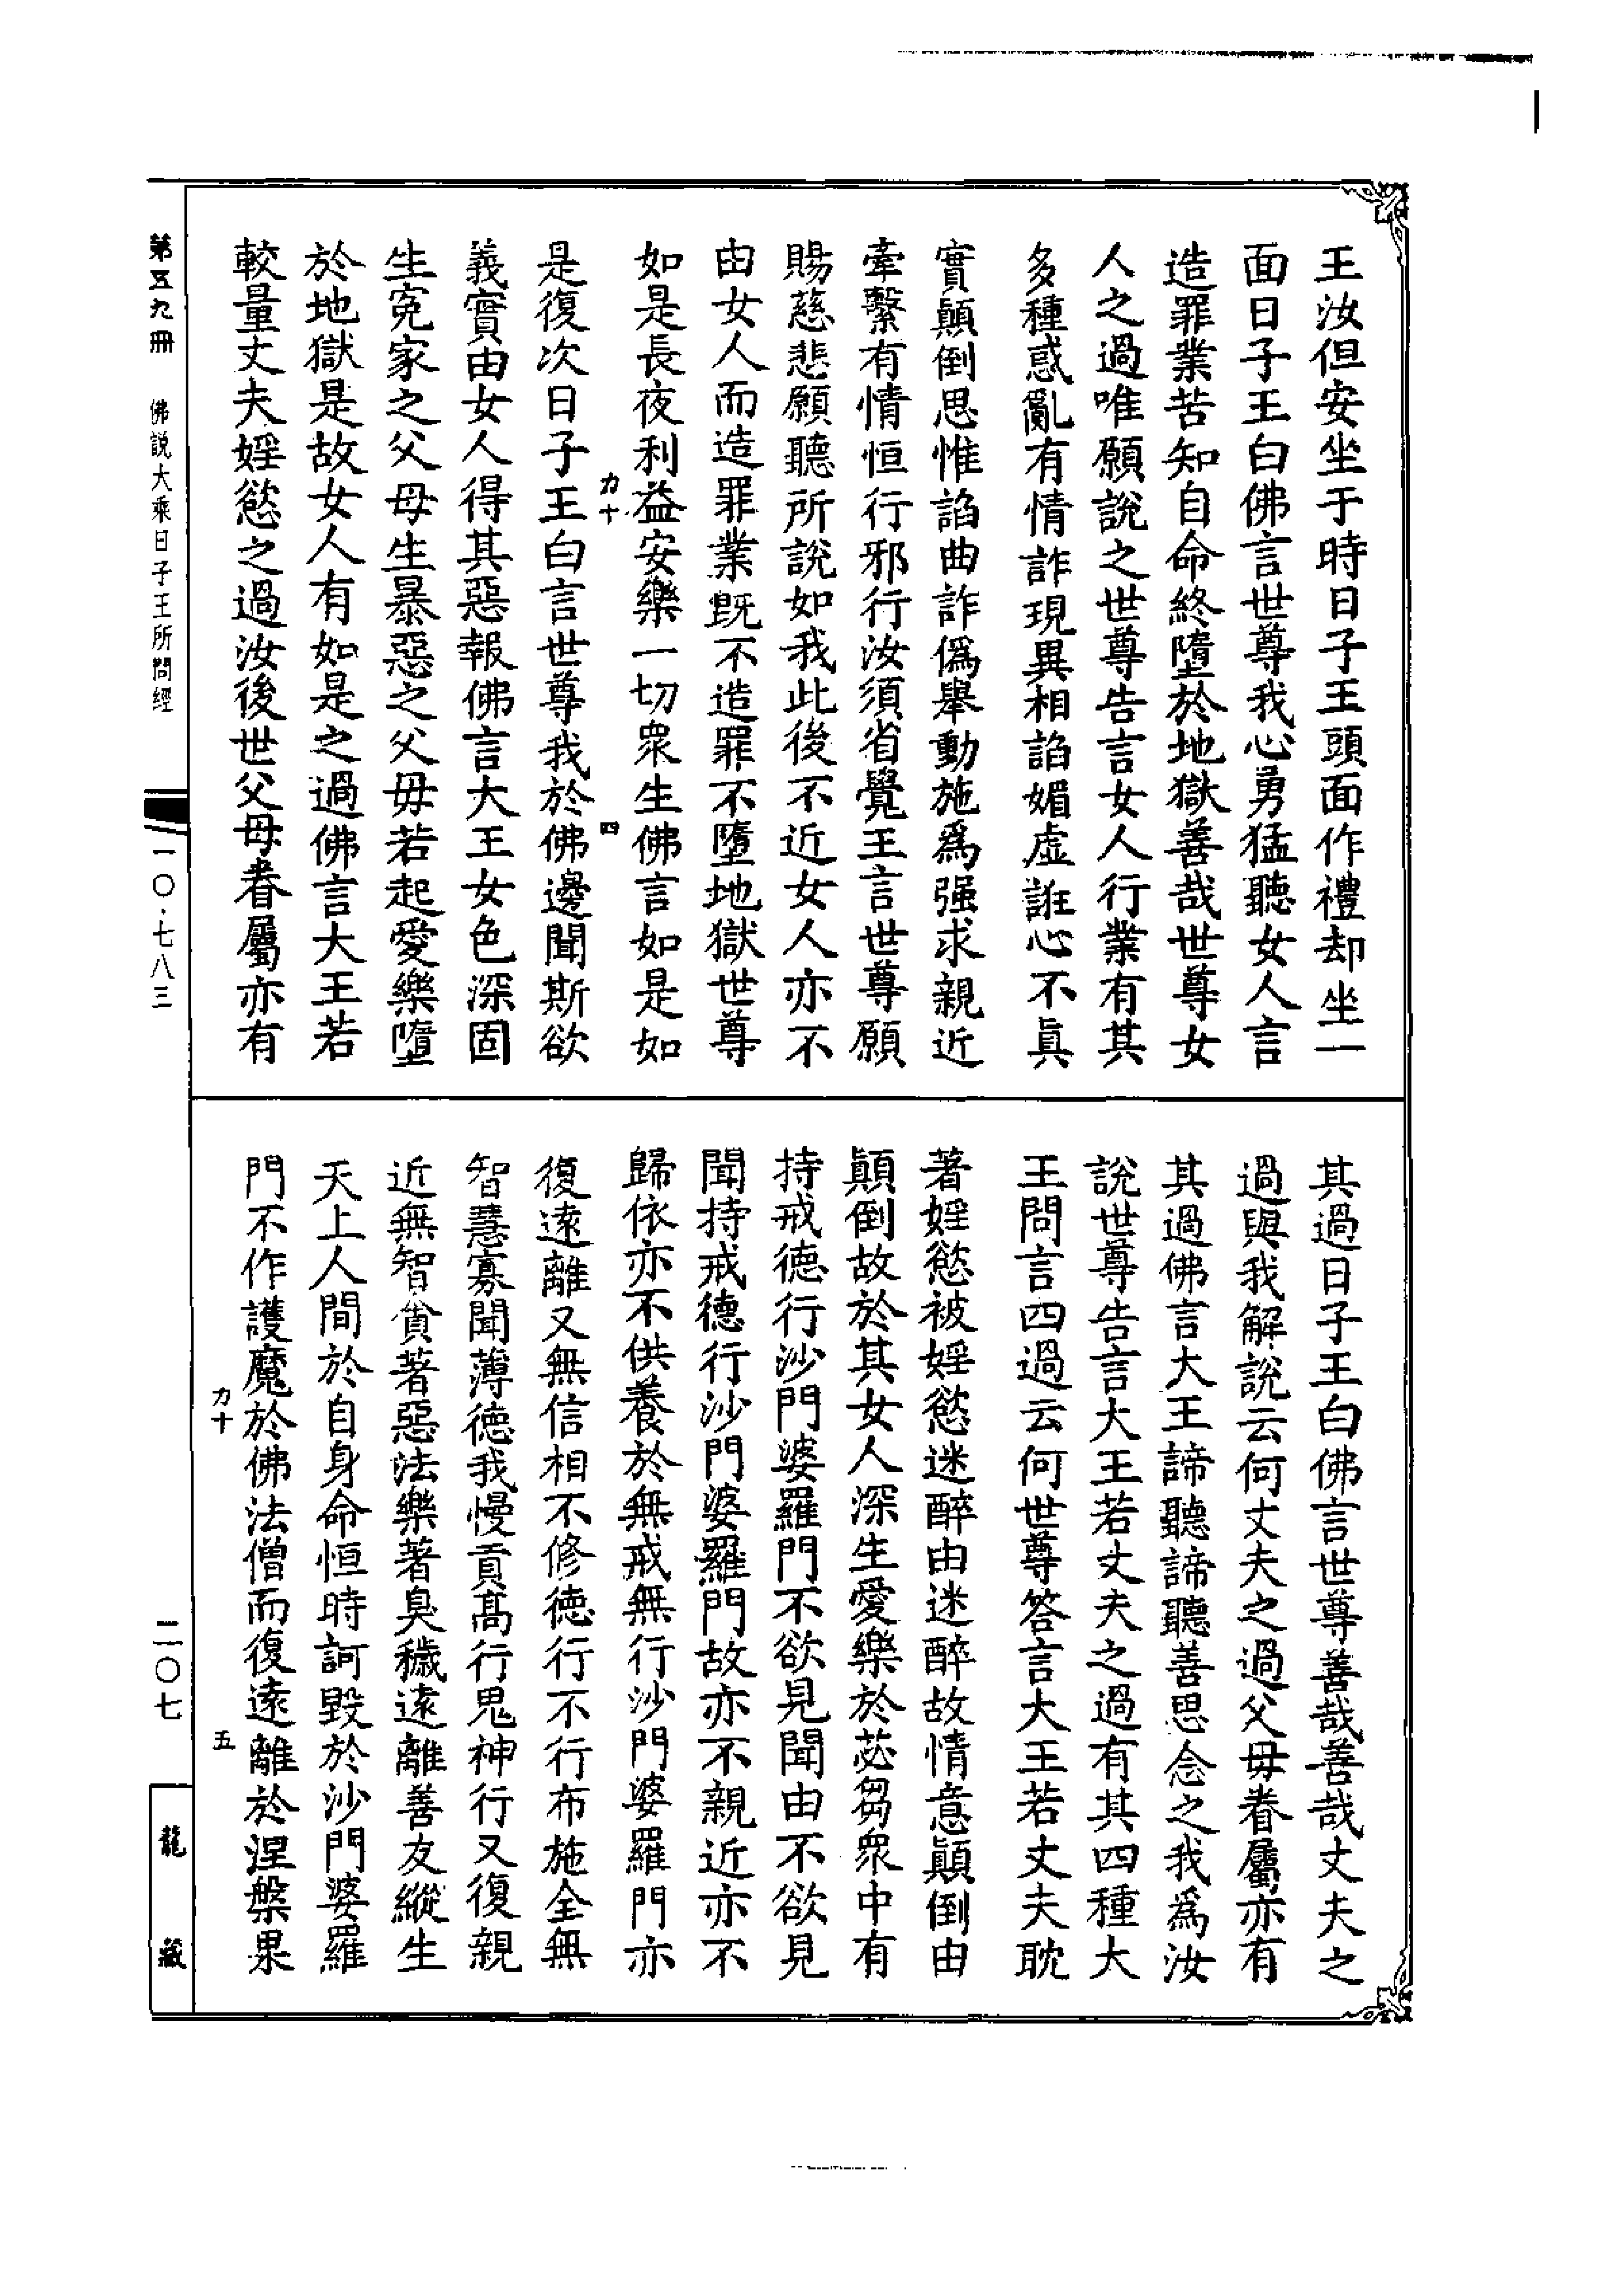 王汝但安坐于時日子王頭面作禮却坐一
面日子王白佛言世尊我心勇猛聽女人言
造罪業苦知自命終墮於地獄善哉世尊女
人之過唯願說之世尊告言女人行業有其
多種惑亂有情詐現異相諂媚虛誑心不真
實顛倒思惟諂曲詐偽舉動施為强求親近
牽繫有情恒行邪行汝須省覺王言世尊願
賜慈悲願聽所說如我此後不近女人亦不
由女人而造罪業既不造罪不墮地獄世尊
如是長夜利益安樂一切衆生佛言如是如
力十 四
是復次日子王白言世尊我於佛邊聞斯欲
義實由女人得其惡報佛言大王女色深固
生寃家之父母生暴惡之父毋若起愛樂墮
於地獄是故女人有如是之過佛言大王若
較量丈夫婬慾之過汝後世父母眷屬亦有
其過日子王白佛言世尊善哉善哉丈夫之
過與我解說云何丈夫之過父毋眷屬亦有
其過佛言大王諦聽諦聽善思念之我爲汝
說世尊告言大王若丈夫之過有其四種大
王問言四過云何世尊答言大王若丈夫耽
著婬慾被婬慾迷醉由迷醉故情意顛倒由
顛倒故於其女人深生愛樂於苾芻衆中有
持戒德行沙門婆羅門不欲見聞由不欲見
聞持戒德行沙門婆羅門故亦不親近亦不
歸依亦不供養於無戒無行沙門婆羅門亦
復遠離又無信相不修德行不行布施全無
智慧寡聞薄德我慢貢高行鬼神行又復親
近無智貪著惡法樂著臭穢遠離善友縱生
天上人間於自身命恒時訶毀於沙門婆羅
門不作護魔於佛法僧而復遠離於涅槃果
力十 五
第五九冊 佛說大乘日子王所問經
一〇·七八三
二〇七
龍藏